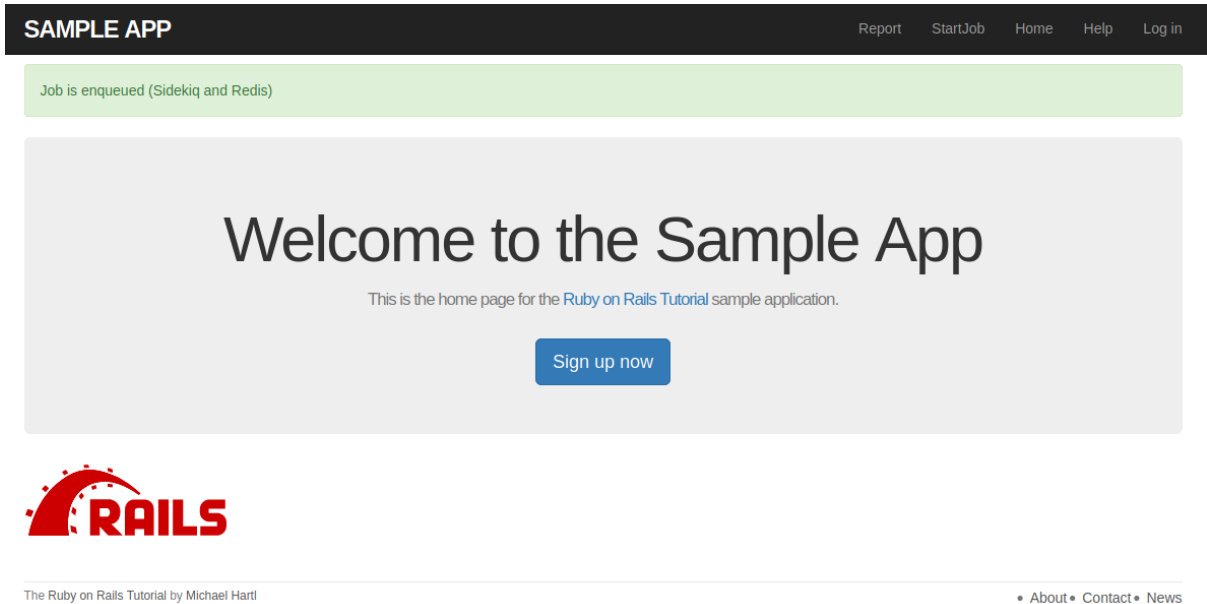 SAMPLE APP Report StartJob Home Help Log in
Job is enqueued (Sidekiq and Redis)
Welcome to the Sample App
This is the home page for the Ruby on Rails Tutorial sample application.
Sign up now
RAILS
The Ruby on Rails Tutorial by Michael Hartl • About • Contact • News